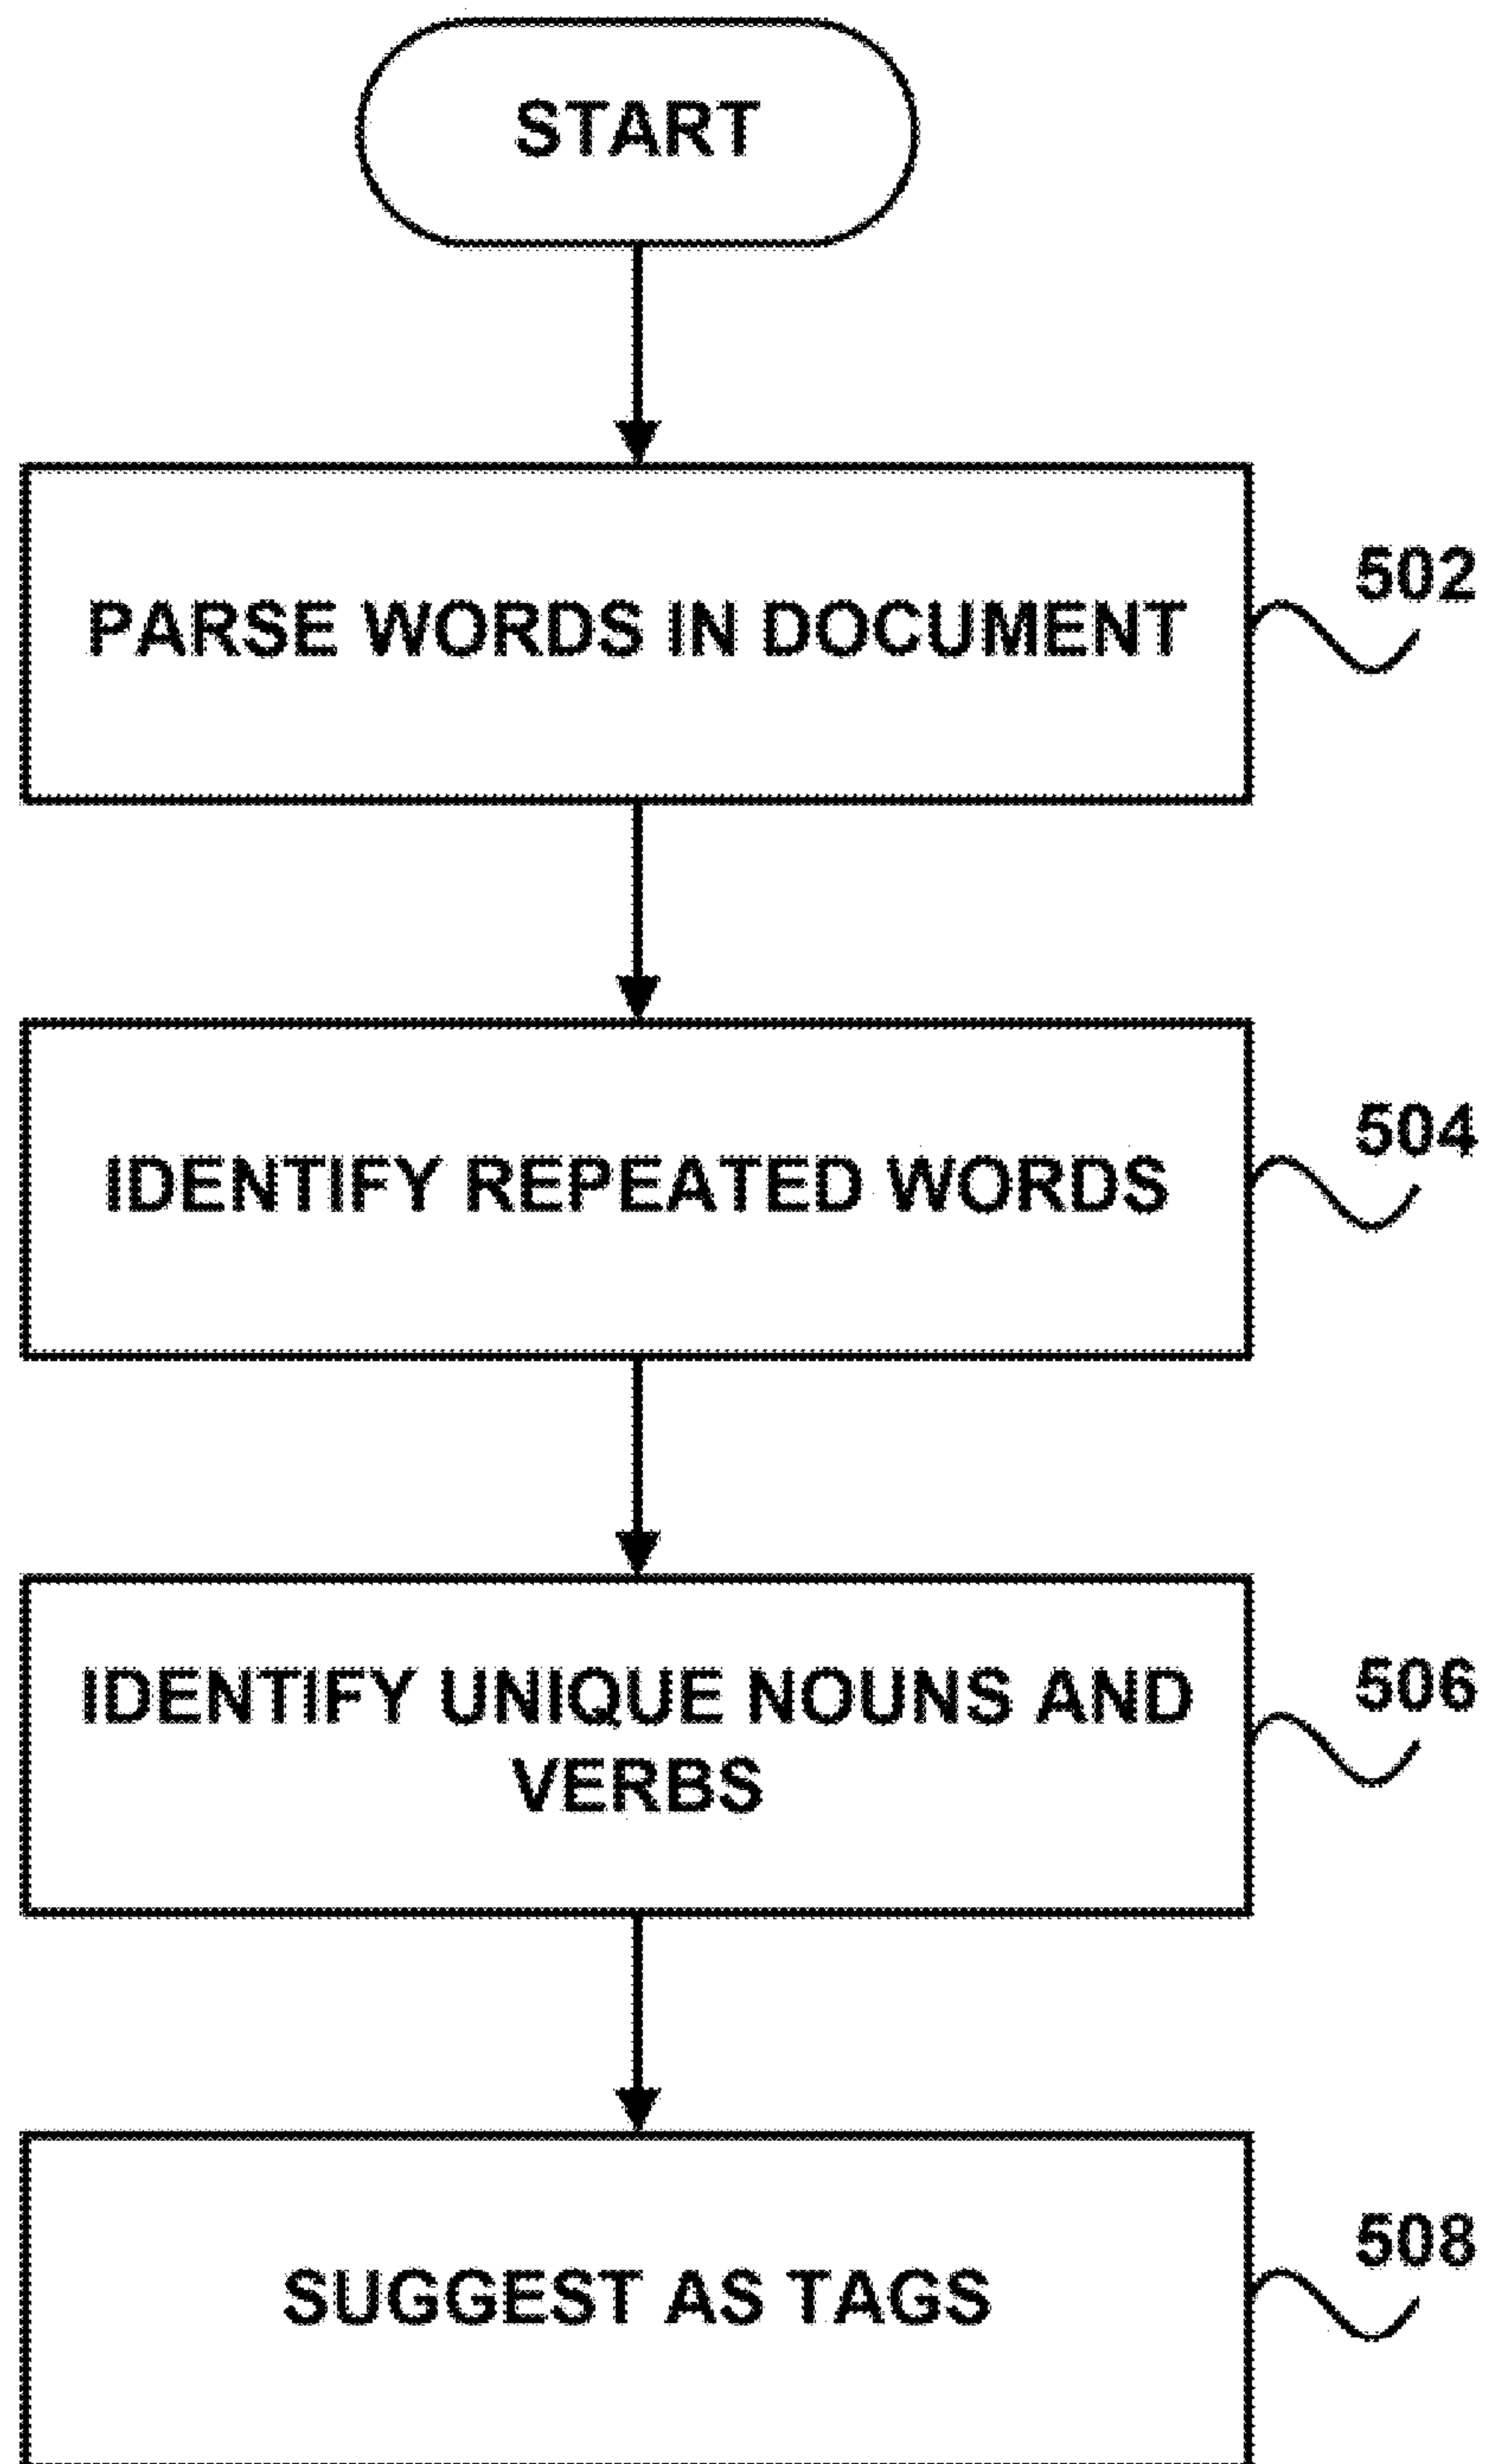 START
PARSE WORDS IN DOCUMENT
502
IDENTIFY REPEATED WORDS
504
IDENTIFY UNIQUE NOUNS AND
VERBS
506
SUGGEST AS TAGS
508